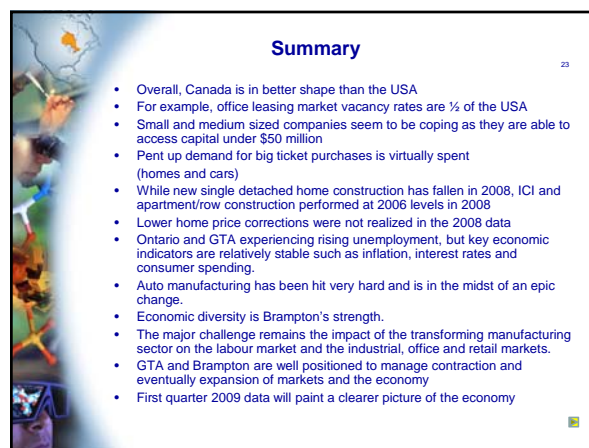 Summary
23
• Overall, Canada is in better shape than the USA
• For example, office leasing market vacancy rates are ½ of the USA
• Small and medium sized companies seem to be coping as they are able to
access capital under $50 million
• Pent up demand for big ticket purchases is virtually spent
(homes and cars)
• While new single detached home construction has fallen in 2008, ICI and
apartment/row construction performed at 2006 levels in 2008
• Lower home price corrections were not realized in the 2008 data
• Ontario and GTA experiencing rising unemployment, but key economic
indicators are relatively stable such as inflation, interest rates and
consumer spending.
• Auto manufacturing has been hit very hard and is in the midst of an epic
change.
• Economic diversity is Brampton's strength.
• The major challenge remains the impact of the transforming manufacturing
sector on the labour market and the industrial, office and retail markets.
• GTA and Brampton are well positioned to manage contraction and
eventually expansion of markets and the economy
• First quarter 2009 data will paint a clearer picture of the economy